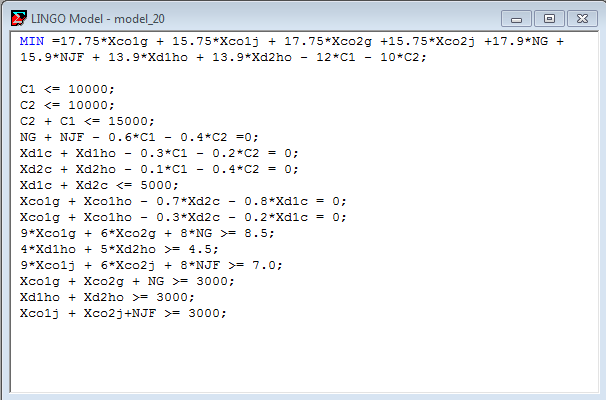 LINGO Model - model_20
MIN =17.75*Xco1g + 15.75*Xco1j + 17.75*Xco2g +15.75*Xco2j +17.9*NG +
15.9*NJF + 13.9*Xd1ho + 13.9*Xd2ho - 12*C1 - 10*C2;
C1 <= 10000;
C2 <= 10000;
C2 + C1 <= 15000;
NG + NJF - 0.6*C1 - 0.4*C2 =0;
Xd1c + Xd1ho - 0.3*C1 - 0.2*C2 = 0;
Xd2c + Xd2ho - 0.1*C1 - 0.4*C2 = 0;
Xd1c + Xd2c <= 5000;
Xco1g + Xco1ho - 0.7*Xd2c - 0.8*Xd1c = 0;
Xco1g + Xco1ho - 0.3*Xd2c - 0.2*Xd1c = 0;
9*Xco1g + 6*Xco2g + 8*NG >= 8.5;
4*Xd1ho + 5*Xd2ho >= 4.5;
9*Xco1j + 6*Xco2j + 8*NJF >= 7.0;
Xco1g + Xco2g + NG >= 3000;
Xd1ho + Xd2ho >= 3000;
Xco1j + Xco2j+NJF >= 3000;